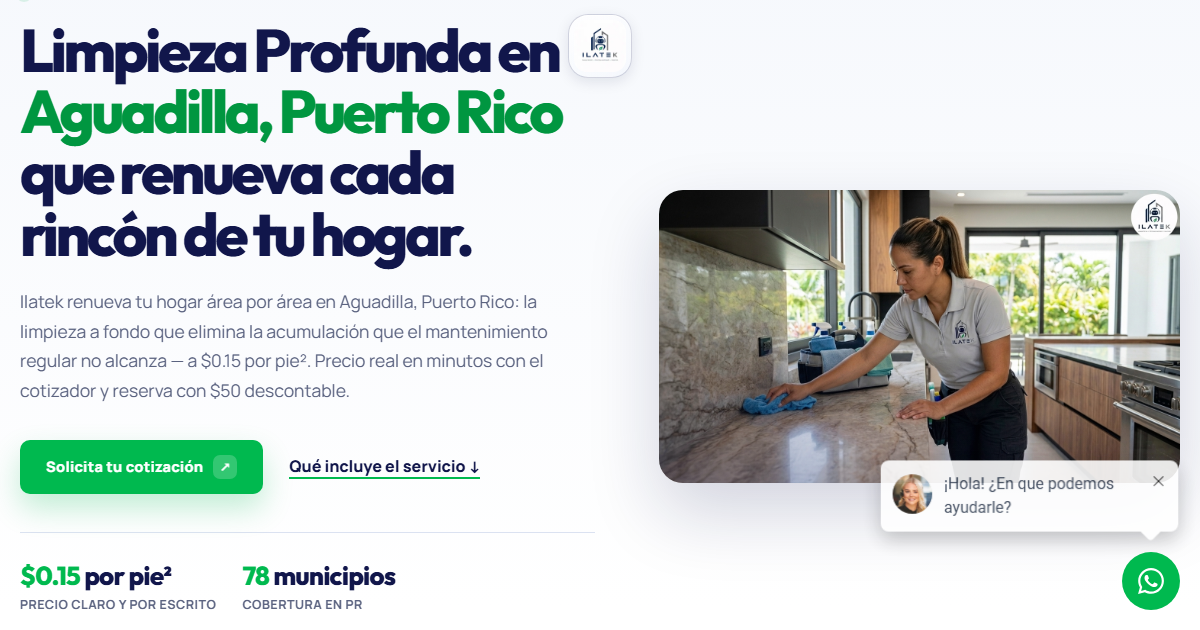 Limpieza Profunda en
ILATEK
Aguadilla, Puerto Rico
que renueva cada
rincón de tu hogar.
Ilatek renueva tu hogar área por área en Aguadilla, Puerto Rico: la
limpieza a fondo que elimina la acumulación que el mantenimiento
regular no alcanza — a $0.15 por pie². Precio real en minutos con el
cotizador y reserva con $50 descontable.
Solicita tu cotización ↗
Qué incluye el servicio ↓
$0.15 por pie²
PRECIO CLARO Y POR ESCRITO
78 municipios
COBERTURA EN PR
ILATEK
ILATEK
¡Hola! ¿En que podemos
ayudarle?